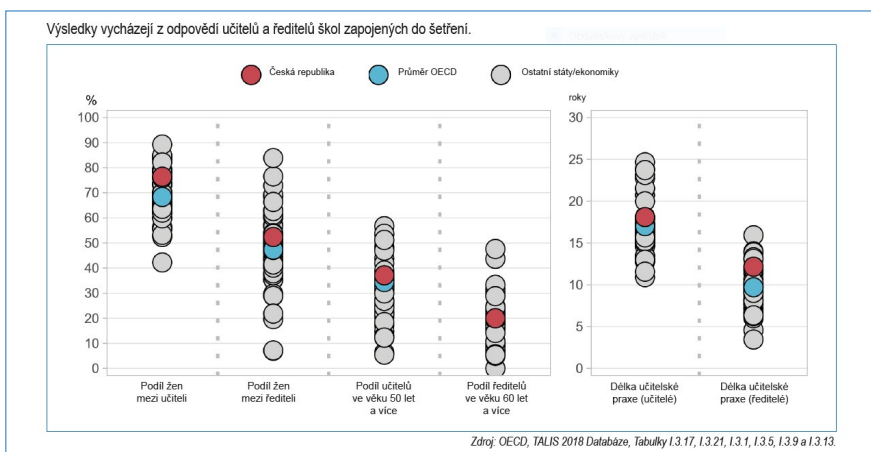 Výsledky vycházejí z odpovědí učitelů a ředitelů škol zapojených do šetření.
Česká republika
Průměr OECD
Ostatní státy/ekonomiky
%
100
90
80
70
60
50
40
30
20
10
0
Podíl žen
mezi učiteli
Podíl žen
mezi řediteli
Podíl učitelů
ve věku 50 let
a více
Podíl ředitelů
ve věku 60 let
a více
roky
30
25
20
15
10
5
0
Délka učitelské
praxe (učitelé)
Délka učitelské
praxe (ředitelé)
Zdroj: OECD, TALIS 2018 Databáze, Tabulky I.3.17, I.3.21, I.3.1, I.3.5, I.3.9 a I.3.13.